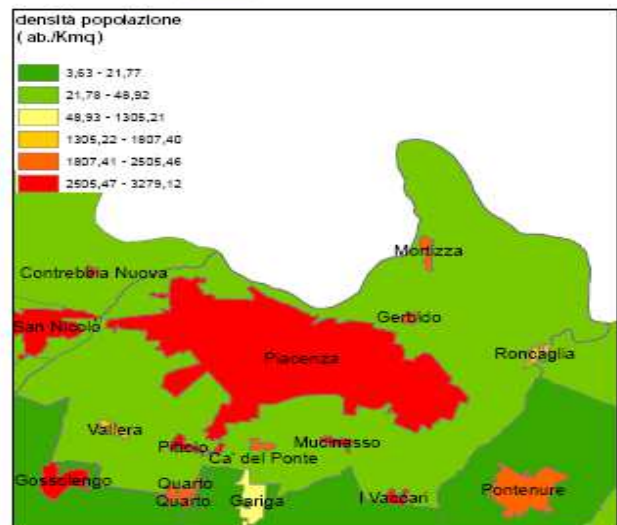 densità popolazione
( ab./Kmq)
3,63 - 21,77
21,78 - 48,92
48,93 - 1305,21
1305,22 - 1807,40
1807,41 - 2505,46
2505,47 - 3279,12
Mortizza
Contrebbia Nuova
Gerbido
San Nicolo
Piacenza
Roncaglia
Vallera
Pittolo
Mucinasso
Ca' del Ponte
Gossolengo
Quarto
Quarto
Gariga
I Vaccari
Pontenure